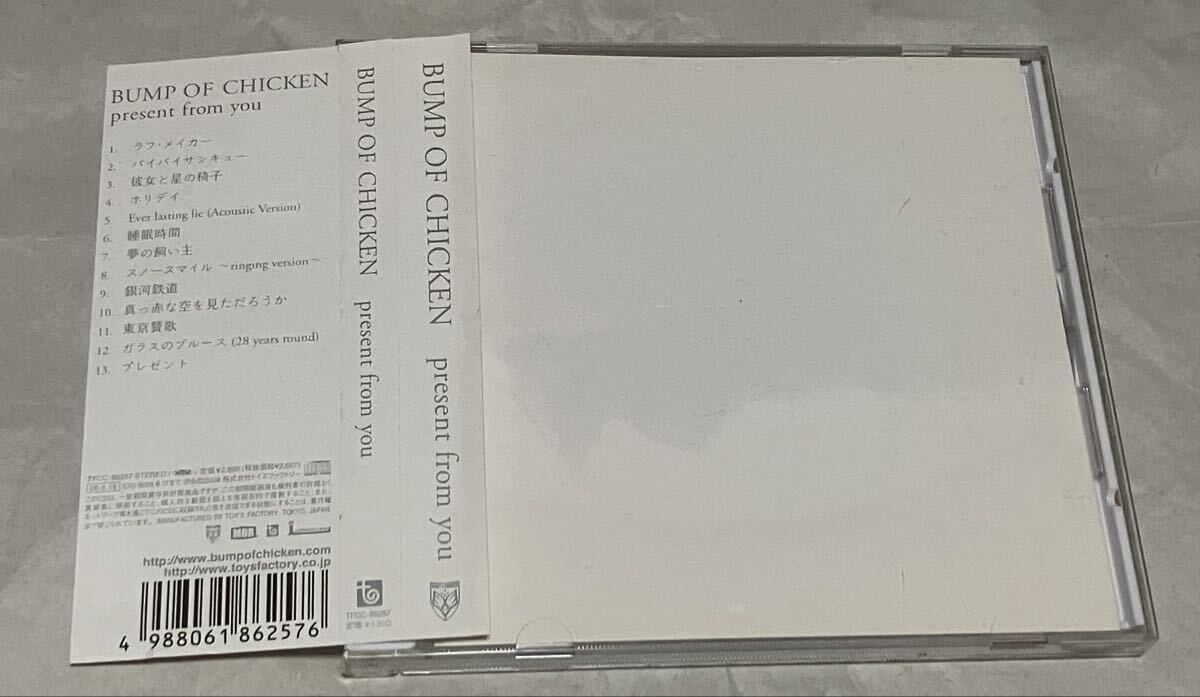 BUMP OF CHICKEN
present from you
1. ラフ・メイカー
2. バイバイサンキュー
3. 彼女と星の椅子
4. ホリデイ
5. Ever lasting lie (Acoustic Version)
6. 睡眠時間
7. 夢の飼い主
8. スノースマイル ～ringing version～
9. 銀河鉄道
10. 真っ赤な空を見ただろうか
11. 東京賛歌
12. ガラスのブルース (28 years round)
13. プレゼント
TFCC-86257 STEREO
MANUFACTURED BY TOY'S FACTORY, TOKYO, JAPAN.
http://www.bumpofchicken.com
http://www.toysfactory.co.jp
4 988061 862576
BUMP OF CHICKEN present from you
TFCC-86257
BUMP OF CHICKEN present from you